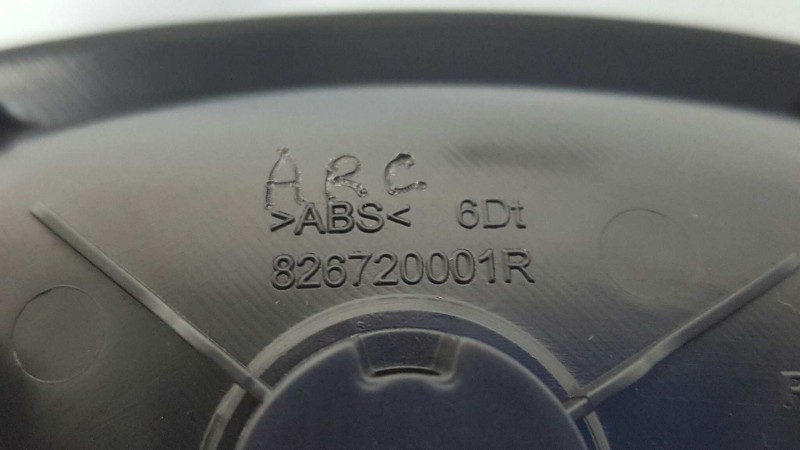 ARC
>ABS< 6Dt
826720001R